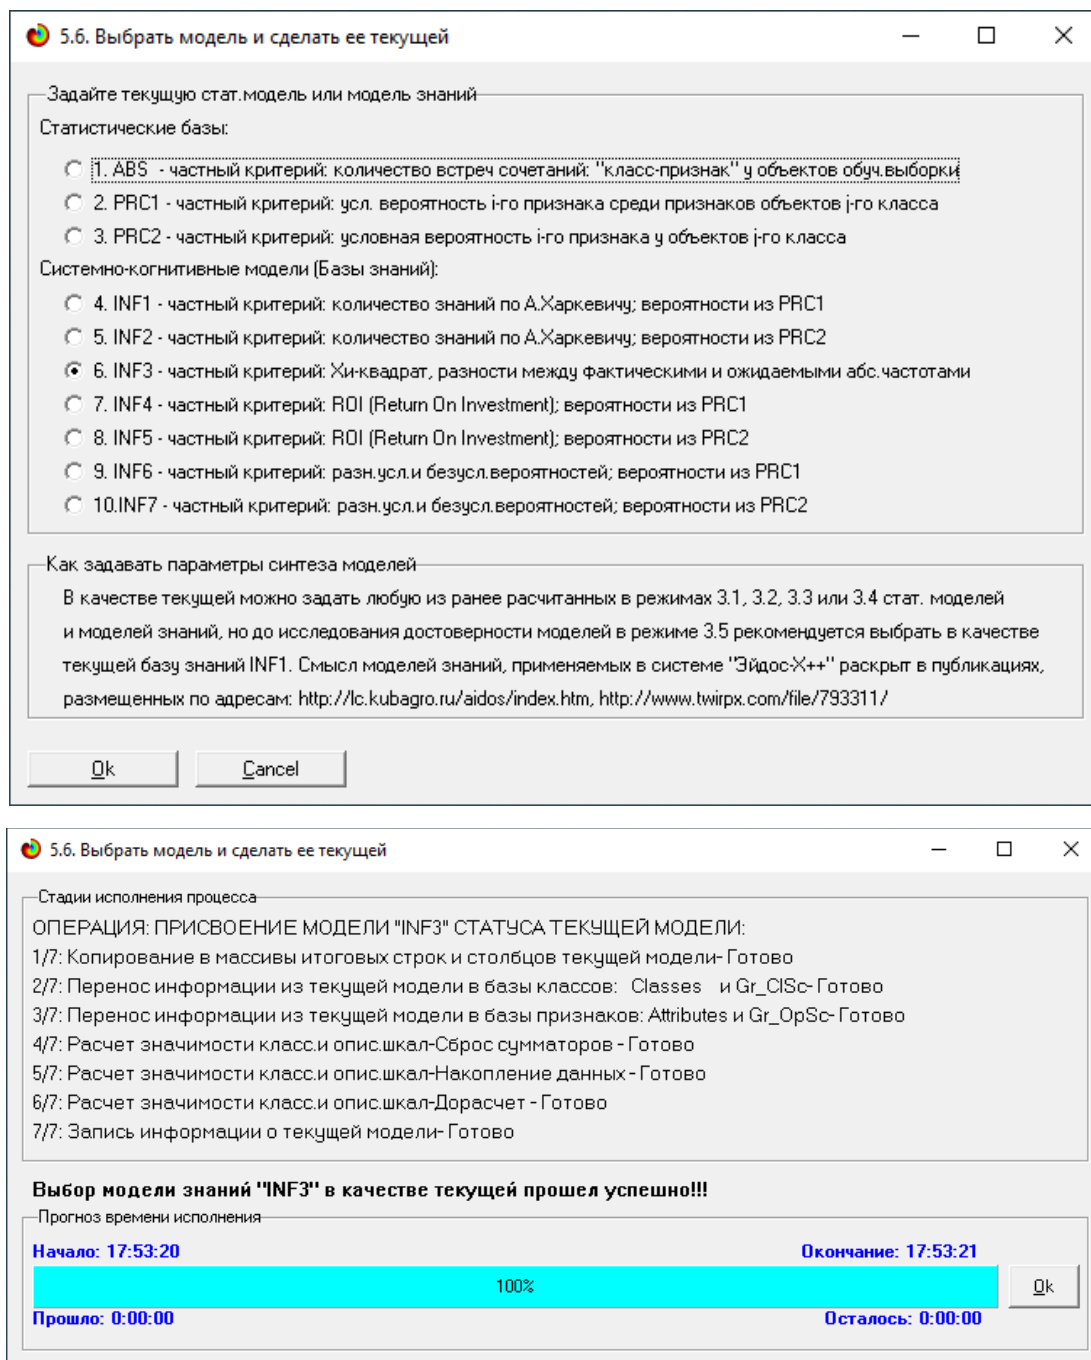 5.6. Выбрать модель и сделать ее текущей
Задайте текущую стат.модель или модель знаний
Статистические базы:
1. ABS - частный критерий: количество встреч сочетаний: "класс-признак" у объектов обуч.выборки
2. PRC1 - частный критерий: усл. вероятность i-го признака среди признаков объектов j-го класса
3. PRC2 - частный критерий: условная вероятность i-го признака у объектов j-го класса
Системно-когнитивные модели (Базы знаний):
4. INF1 - частный критерий: количество знаний по А.Харкевичу; вероятности из PRC1
5. INF2 - частный критерий: количество знаний по А.Харкевичу; вероятности из PRC2
6. INF3 - частный критерий: Хи-квадрат, разности между фактическими и ожидаемыми абс.частотами
7. INF4 - частный критерий: ROI (Return On Investment); вероятности из PRC1
8. INF5 - частный критерий: ROI (Return On Investment); вероятности из PRC2
9. INF6 - частный критерий: разн.усл.и безусл.вероятностей; вероятности из PRC1
10.INF7 - частный критерий: разн.усл.и безусл.вероятностей; вероятности из PRC2
Как задавать параметры синтеза моделей
В качестве текущей можно задать любую из ранее расчитанных в режимах 3.1, 3.2, 3.3 или 3.4 стат. моделей
и моделей знаний, но до исследования достоверности моделей в режиме 3.5 рекомендуется выбрать в качестве
текущей базу знаний INF1. Смысл моделей знаний, применяемых в системе "Эйдос-Х++" раскрыт в публикациях,
размещенных по адресам: http://lc.kubagro.ru/aidos/index.htm, http://www.twirpx.com/file/793311/
Ok Cancel
5.6. Выбрать модель и сделать ее текущей
Стадии исполнения процесса
ОПЕРАЦИЯ: ПРИСВОЕНИЕ МОДЕЛИ "INF3" СТАТУСА ТЕКУЩЕЙ МОДЕЛИ:
1/7: Копирование в массивы итоговых строк и столбцов текущей модели- Готово
2/7: Перенос информации из текущей модели в базы классов: Classes и Gr_ClSc- Готово
3/7: Перенос информации из текущей модели в базы признаков: Attributes и Gr_OpSc- Готово
4/7: Расчет значимости класс.и опис.шкал-Сброс сумматоров - Готово
5/7: Расчет значимости класс.и опис.шкал-Накопление данных - Готово
6/7: Расчет значимости класс.и опис.шкал-Дорасчет - Готово
7/7: Запись информации о текущей модели- Готово
Выбор модели знаний "INF3" в качестве текущей прошел успешно!!!
Прогноз времени исполнения
Начало: 17:53:20 Окончание: 17:53:21
100% Ok
Прошло: 0:00:00 Осталось: 0:00:00